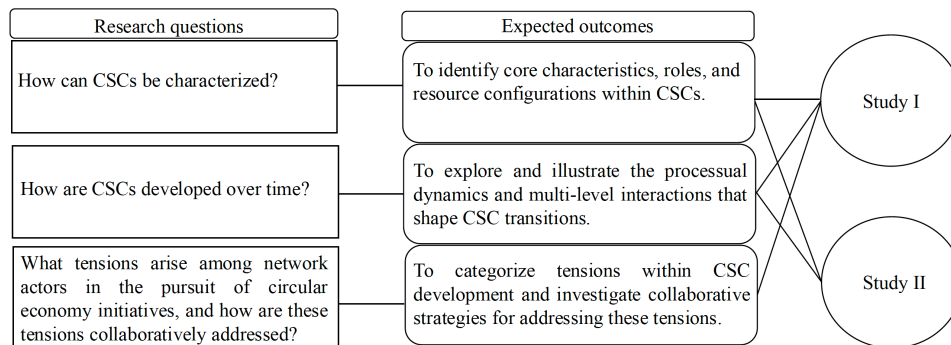 Research questions
Expected outcomes
How can CSCs be characterized?
To identify core characteristics, roles, and
resource configurations within CSCs.
Study I
How are CSCs developed over time?
To explore and illustrate the processual
dynamics and multi-level interactions that
shape CSC transitions.
What tensions arise among network
actors in the pursuit of circular
economy initiatives, and how are these
tensions collaboratively addressed?
To categorize tensions within CSC
development and investigate collaborative
strategies for addressing these tensions.
Study II